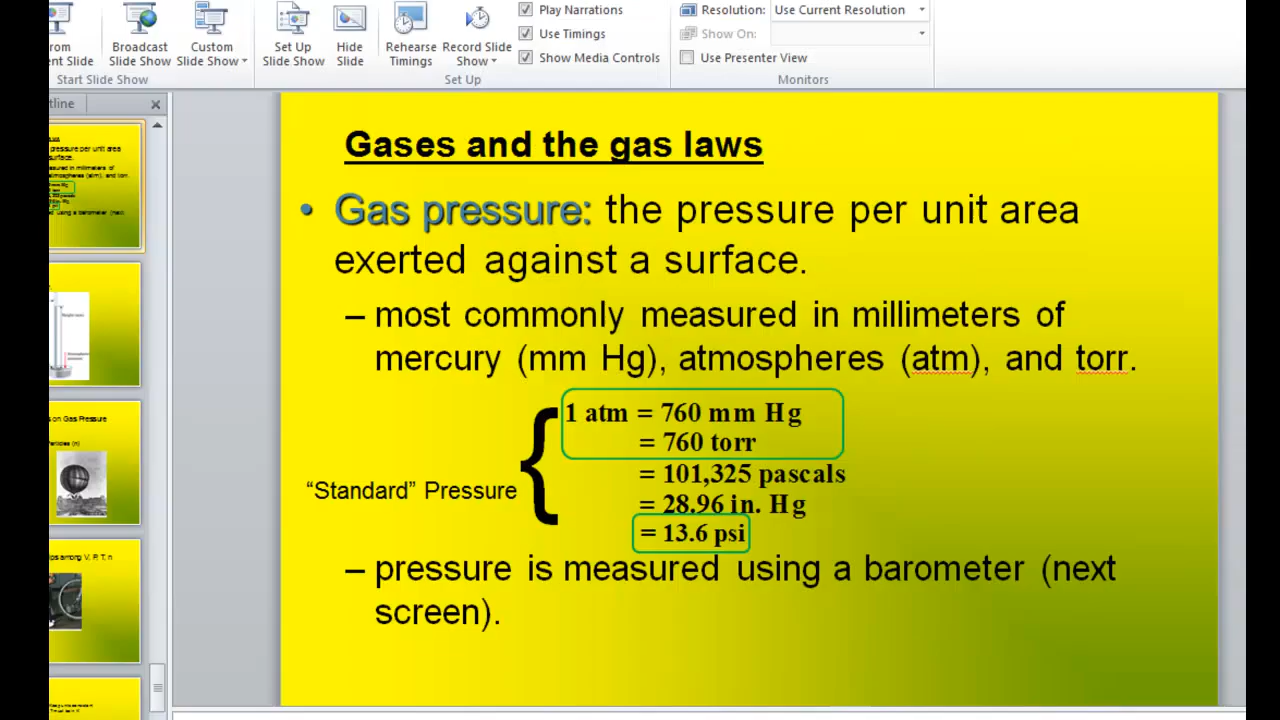 Play Narrations
Resolution: Use Current Resolution
Use Timings
Show On:
Broadcast Custom Set Up Hide Rehearse Record Slide
Slide Show Slide Show Slide Show Slide Timings Show
Show Media Controls
Use Presenter View
Start Slide Show Set Up Monitors
Gases and the gas laws
• Gas pressure: the pressure per unit area
exerted against a surface.
– most commonly measured in millimeters of
mercury (mm Hg), atmospheres (atm), and torr.
1 atm = 760 mm Hg
= 760 torr
= 101,325 pascals
“Standard” Pressure
= 28.96 in. Hg
= 13.6 psi
– pressure is measured using a barometer (next
screen).
on Gas Pressure
among V, P, T, n